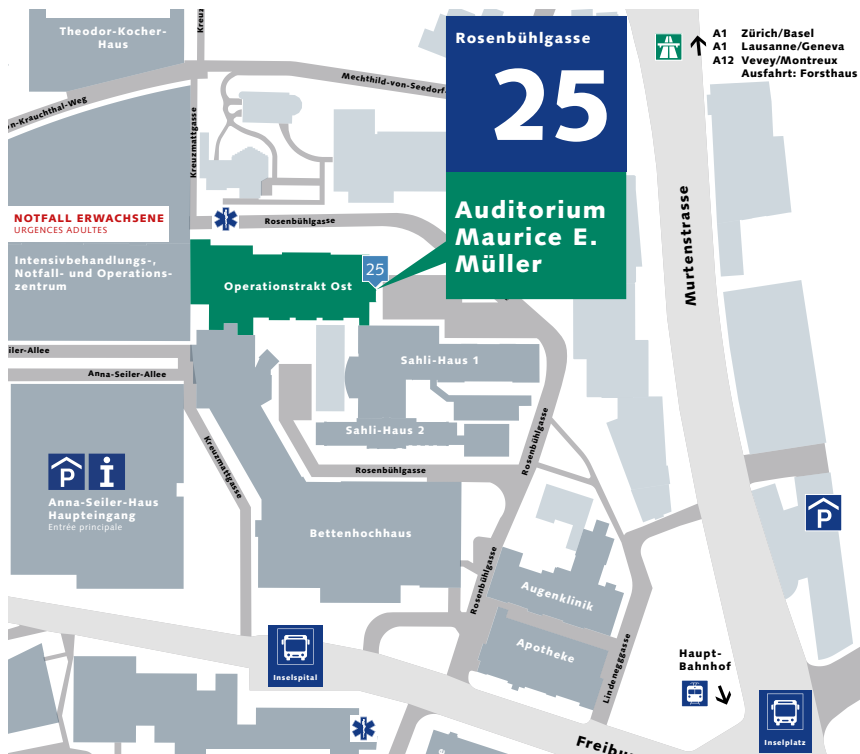 Theodor-Kocher-
Haus
Kreuz
Mechthild-von-Seedorf
n-Krauchthal-Weg
Kreuzmattgasse
Rosenbühlgasse
25
A1 Zürich/Basel
A1 Lausanne/Geneva
A12 Vevey/Montreux
Ausfahrt: Forsthaus
Auditorium
Maurice E.
Müller
Murtenstrasse
NOTFALL ERWACHSENE
URGENCES ADULTES
Rosenbühlgasse
Intensivbehandlungs-,
Notfall- und Operations-
zentrum
25
Operationstrakt Ost
eiler-Allee
Anna-Seiler-Allee
Sahli-Haus 1
Sahli-Haus 2
Rosenbühlgasse
Rosenbühlgasse
Kreuzmattgasse
P
i
Anna-Seiler-Haus
Haupteingang
Entrée principale
Bettenhochhaus
P
Rosenbühlgasse
Augenklinik
Apotheke
Lindenegggasse
Inselspital
Haupt-
Bahnhof
Inselplatz
Freibu